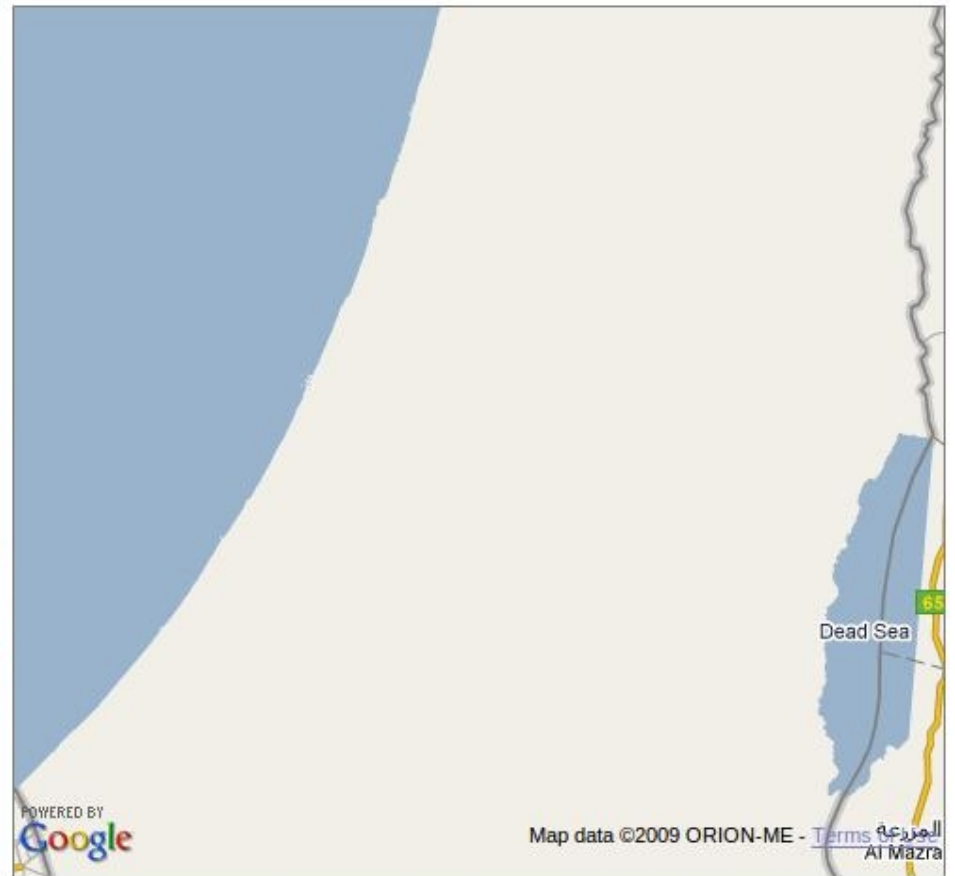 65
Dead Sea
POWERED BY
Google
Map data ©2009 ORION-ME - Terms of Use
المزرعة
Al Mazra